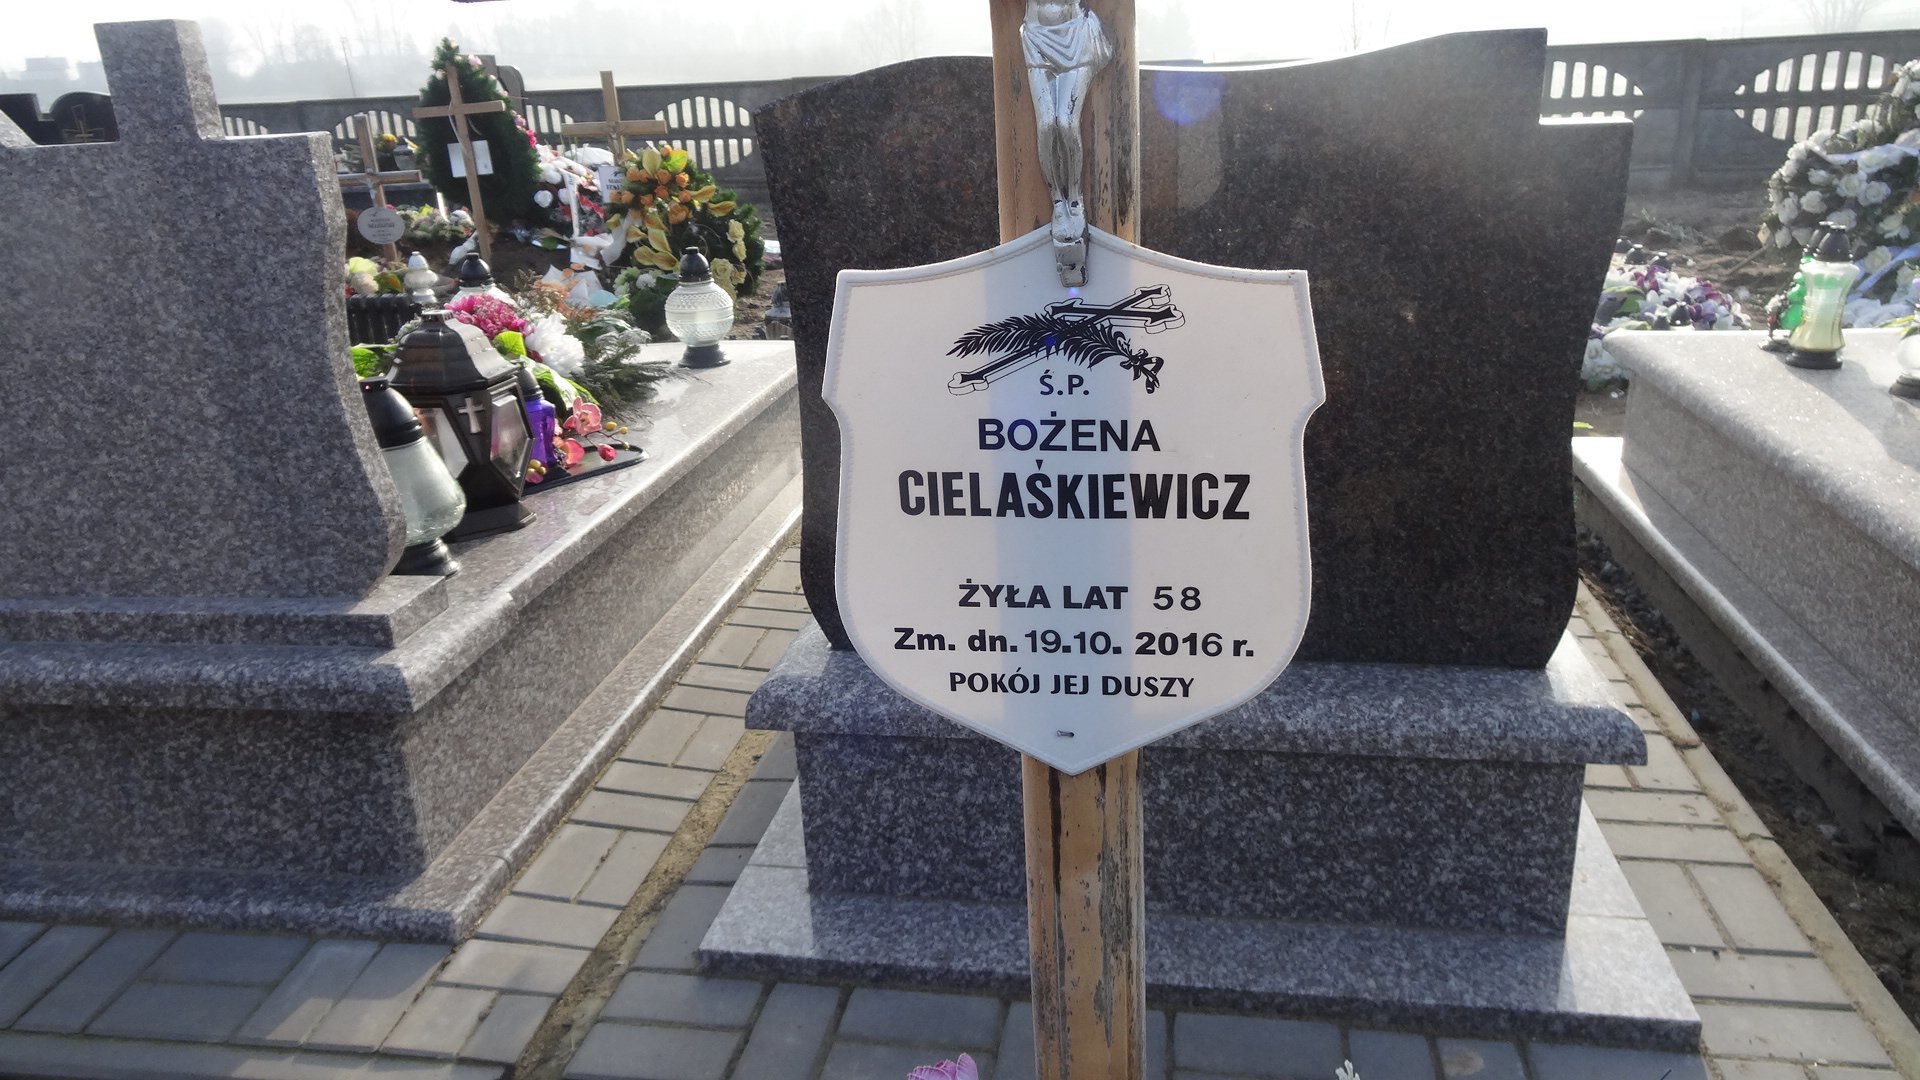 Ś.P.
BOŻENA
CIELAŚKIEWICZ
ŻYŁA LAT 58
Zm. dn. 19.10. 2016 r.
POKÓJ JEJ DUSZY